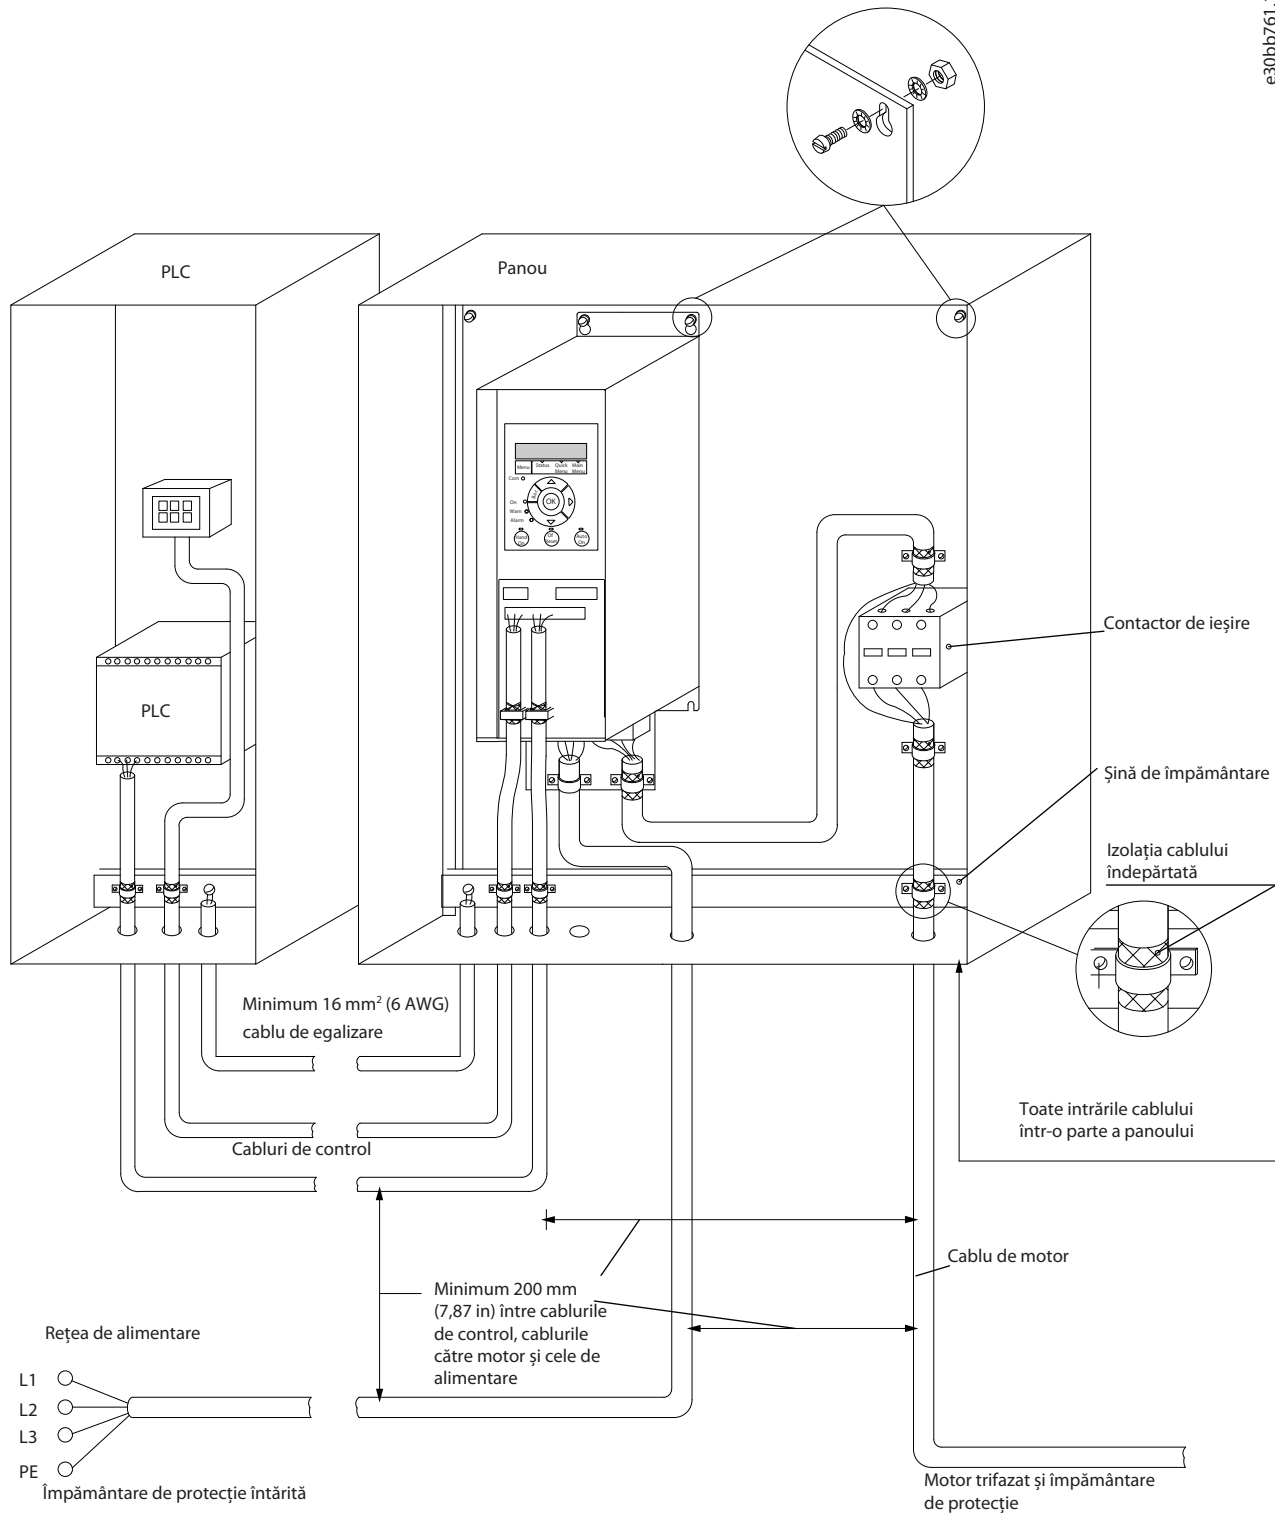 e30bb761.
PLC
Panou
Menu
Status
Quick Menu
Main Menu
Com
On
Warn
Alarm
OK
Hand On
Off Reset
Auto On
PLC
Contactor de ieșire
Șină de împământare
Izolația cablului
îndepărtată
Minimum 16 mm² (6 AWG)
cablu de egalizare
Toate intrările cablului
într-o parte a panoului
Cabluri de control
Cablu de motor
Minimum 200 mm
(7,87 in) între cablurile
de control, cablurile
către motor și cele de
alimentare
Rețea de alimentare
L1
L2
L3
PE
Împământare de protecție întărită
Motor trifazat și împământare
de protecție